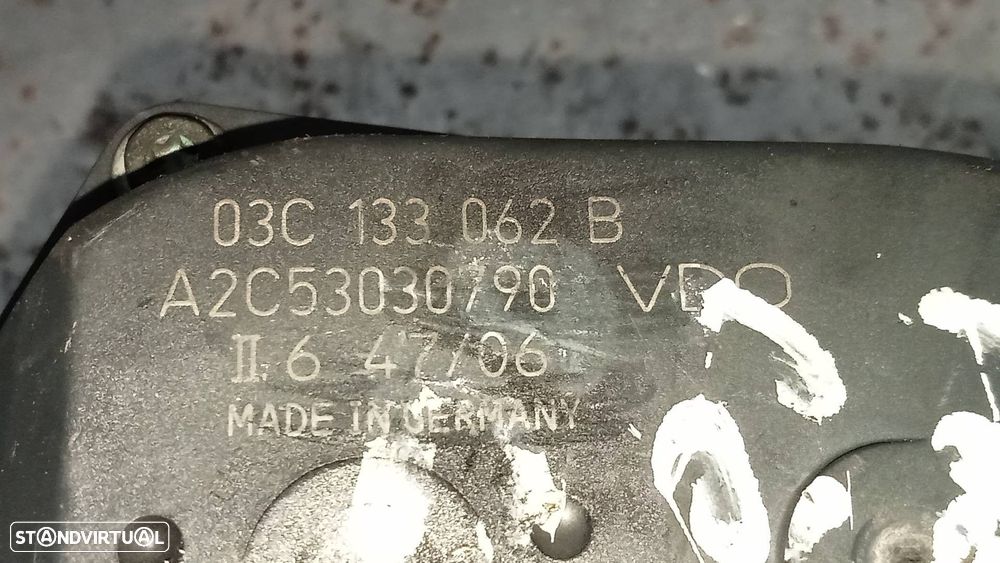 03C 133 062 B
A2C53030790 VDO
II. 6 47/06
MADE IN GERMANY
STANDVIRTUAL